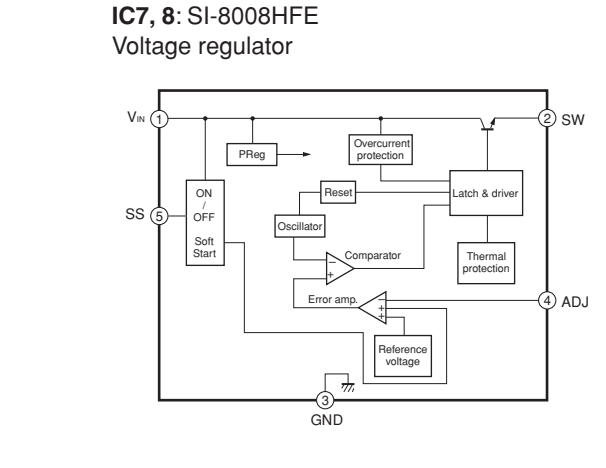 IC7, 8: SI-8008HFE
Voltage regulator
VIN 1
2 SW
PReg
Overcurrent
protection
ON
/
OFF
Soft
Start
SS 5
Reset
Latch & driver
Oscillator
Comparator
−
+
Thermal
protection
Error amp.
−
+
+
4 ADJ
Reference
voltage
3
GND